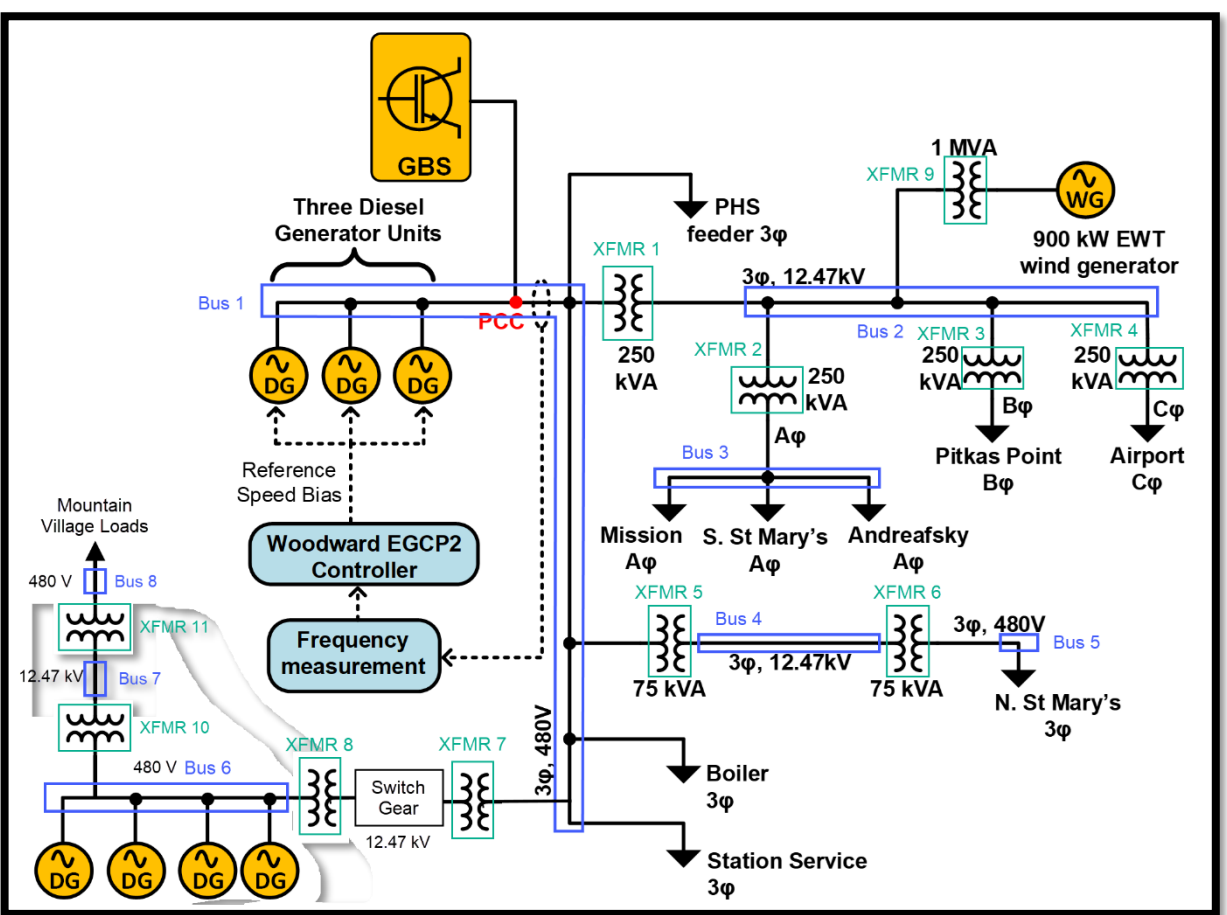 GBS
Three Diesel
Generator Units
Bus 1
PCC
DG
DG
DG
Reference
Speed Bias
Woodward EGCP2
Controller
Frequency
measurement
PHS
feeder 3φ
XFMR 1
250
kVA
1 MVA
XFMR 9
WG
900 kW EWT
wind generator
3φ, 12.47kV
Bus 2
XFMR 2
250
kVA
Aφ
XFMR 3
250
kVA
Bφ
Pitkas Point
Bφ
XFMR 4
250
kVA
Cφ
Airport
Cφ
Bus 3
Mission
Aφ
S. St Mary’s
Aφ
Andreafsky
Aφ
XFMR 5
75 kVA
Bus 4
3φ, 12.47kV
XFMR 6
75 kVA
3φ, 480V
Bus 5
N. St Mary’s
3φ
Boiler
3φ
Station Service
3φ
3φ, 480V
Mountain
Village Loads
480 V
Bus 8
XFMR 11
12.47 kV
Bus 7
XFMR 10
480 V
Bus 6
XFMR 8
Switch
Gear
12.47 kV
XFMR 7
DG
DG
DG
DG